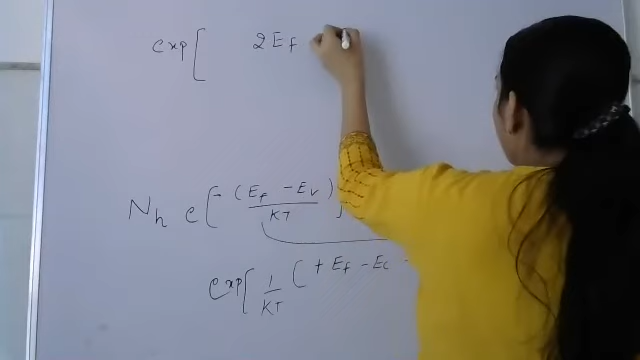 exp[ 2Ef
Nh e[ -(Ef - Ev) / KT ]
exp[ 1/KT ( + Ef - Ec -